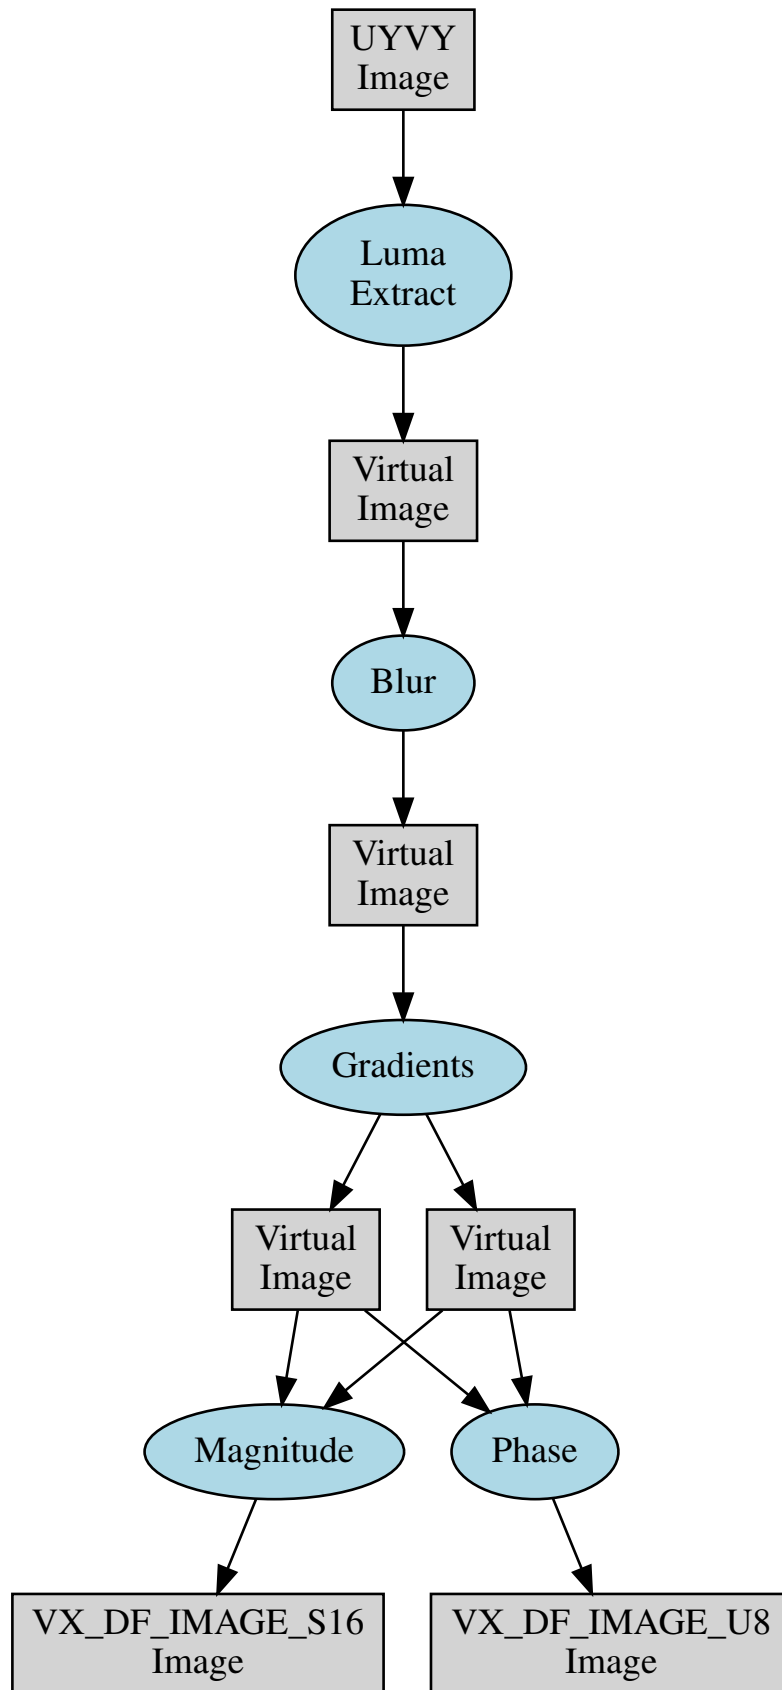 UYVY
Image
Luma
Extract
Virtual
Image
Blur
Virtual
Image
Gradients
Virtual
Image
Virtual
Image
Magnitude
Phase
VX_DF_IMAGE_S16
Image
VX_DF_IMAGE_U8
Image